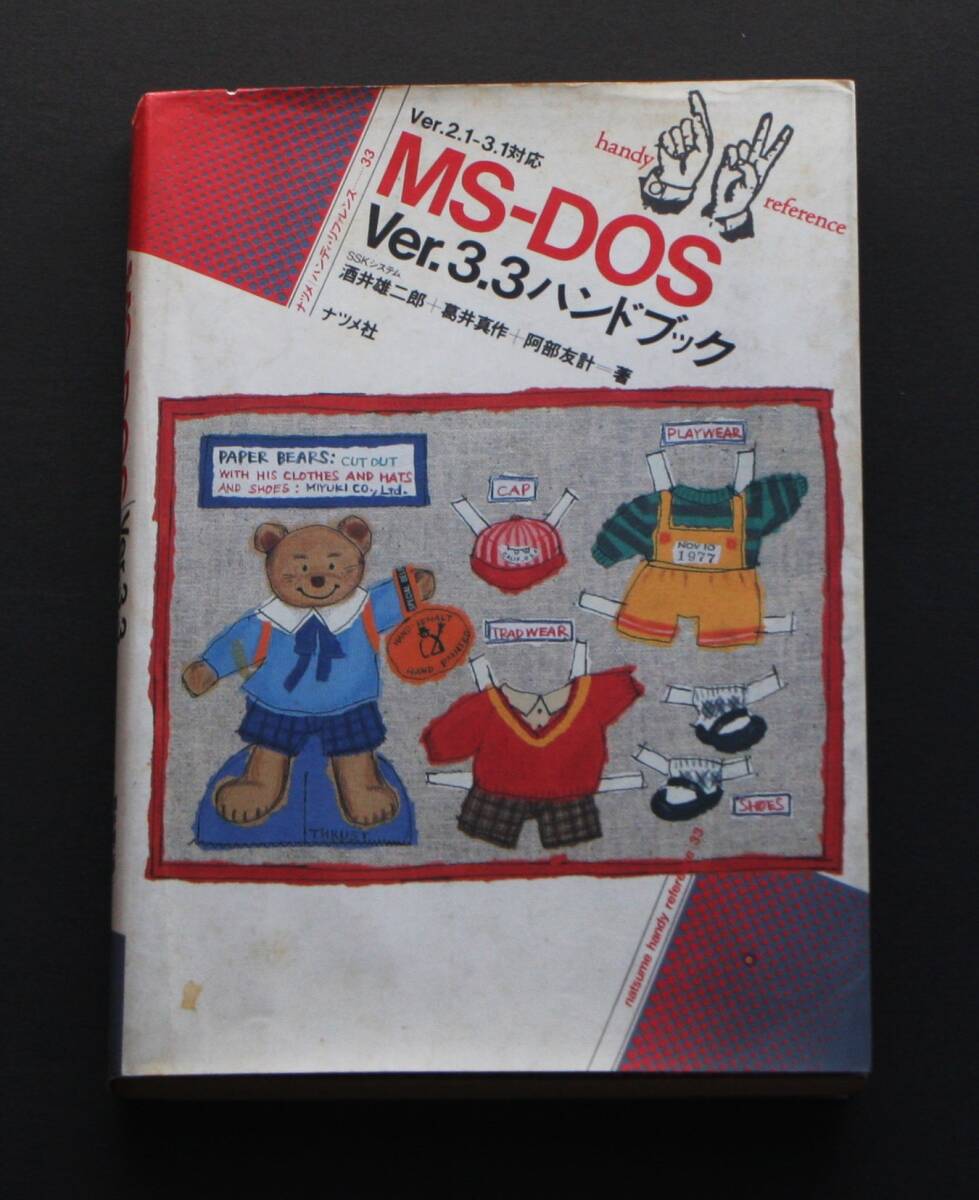 Ver.2.1-3.1対応
MS-DOS
Ver.3.3ハンドブック
SSKシステム
酒井雄二郎+葛井真作+阿部友計=著
ナツメ社
handy
reference
ナツメ/ハンディ・リファレンス……33
PAPER BEARS: CUT OUT
WITH HIS CLOTHES AND HATS
AND SHOES: MIYUKI CO., Ltd.
CAP
PLAYWEAR
NOV 10
1977
TRADWEAR
HAND PAINTED
SHOES
THRUST
natsume handy reference 33